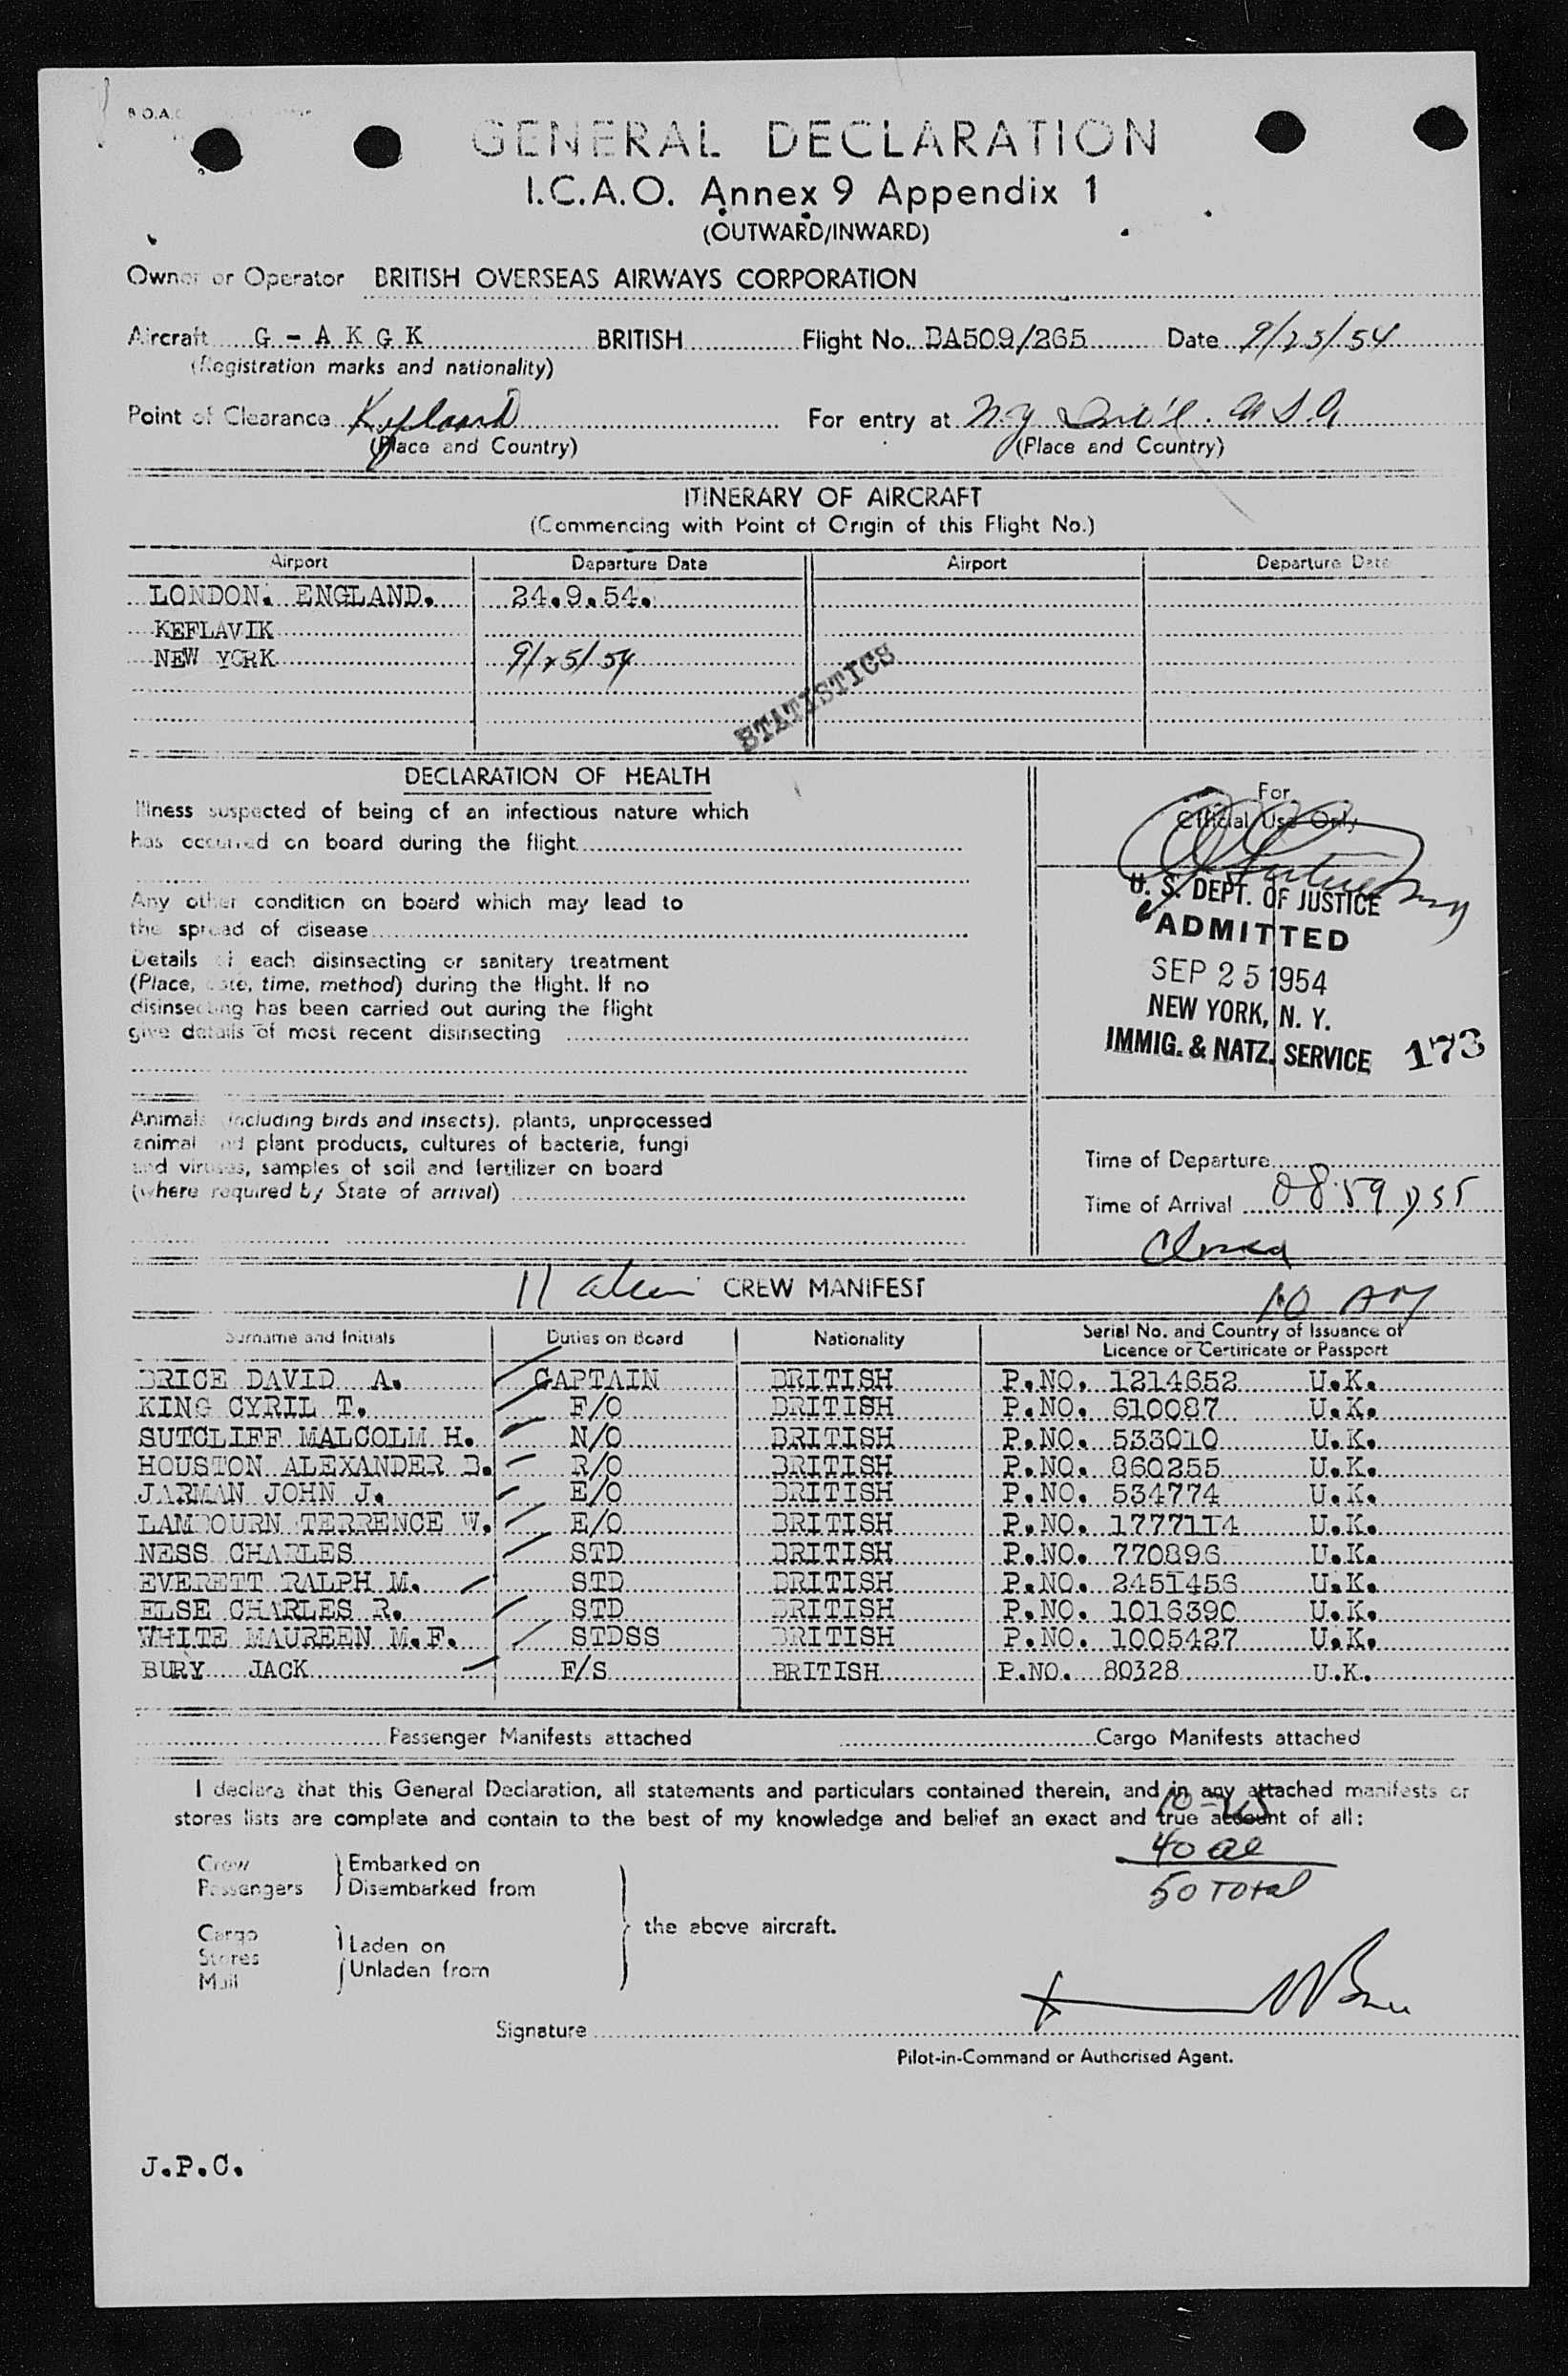 B.O.A.C.
GENERAL DECLARATION
I.C.A.O. Annex 9 Appendix 1
(OUTWARD/INWARD)
Owner or Operator BRITISH OVERSEAS AIRWAYS CORPORATION
Aircraft G - A K G K BRITISH Flight No. BA509/265 Date 9/25/54
(Registration marks and nationality)
Point of Clearance For entry at N.Y. Int'l. U S A
(Place and Country) (Place and Country)
ITINERARY OF AIRCRAFT
(Commencing with Point of Origin of this Flight No.)
Airport Departure Date Airport Departure Date
LONDON. ENGLAND. 24.9.54.
KEFLAVIK
NEW YORK 9/25/54
STATISTICS
DECLARATION OF HEALTH
Illness suspected of being of an infectious nature which
has occurred on board during the flight
Any other condition on board which may lead to
the spread of disease
Details of each disinsecting or sanitary treatment
(Place, date, time, method) during the flight. If no
disinsecting has been carried out during the flight
give details of most recent disinsecting
For
Official Use Only
U. S. DEPT. OF JUSTICE
ADMITTED
SEP 25 1954
NEW YORK, N. Y.
IMMIG. & NATZ. SERVICE 173
Animals (including birds and insects), plants, unprocessed
animal and plant products, cultures of bacteria, fungi
and viruses, samples of soil and fertilizer on board
(where required by State of arrival)
Time of Departure
Time of Arrival 08:59 DST
10 AM
11 CREW MANIFEST
Surname and Initials Duties on Board Nationality Serial No. and Country of Issuance of
Licence or Certificate or Passport
BRICE DAVID A. CAPTAIN BRITISH P.NO. 1214652 U.K.
KING CYRIL T. F/O BRITISH P.NO. 610087 U.K.
SUTCLIFF MALCOLM H. N/O BRITISH P.NO. 533010 U.K.
HOUSTON ALEXANDER B. R/O BRITISH P.NO. 860255 U.K.
JARMAN JOHN J. E/O BRITISH P.NO. 534774 U.K.
LAMBOURN TERRENCE W. E/O BRITISH P.NO. 1777114 U.K.
NESS CHARLES STD BRITISH P.NO. 770896 U.K.
EVERETT RALPH M. STD BRITISH P.NO. 2451456 U.K.
ELSE CHARLES R. STD BRITISH P.NO. 1016390 U.K.
WHITE MAUREEN M.F. STDSS BRITISH P.NO. 1005427 U.K.
BURY JACK F/S BRITISH P.NO. 80328 U.K.
Passenger Manifests attached Cargo Manifests attached
I declare that this General Declaration, all statements and particulars contained therein, and in any attached manifests or
stores lists are complete and contain to the best of my knowledge and belief an exact and true account of all:
40 al
50 Total
Crew Embarked on
Passengers Disembarked from
the above aircraft.
Cargo
Stores Laden on
Mail Unladen from
Signature
Pilot-in-Command or Authorised Agent.
J.P.C.